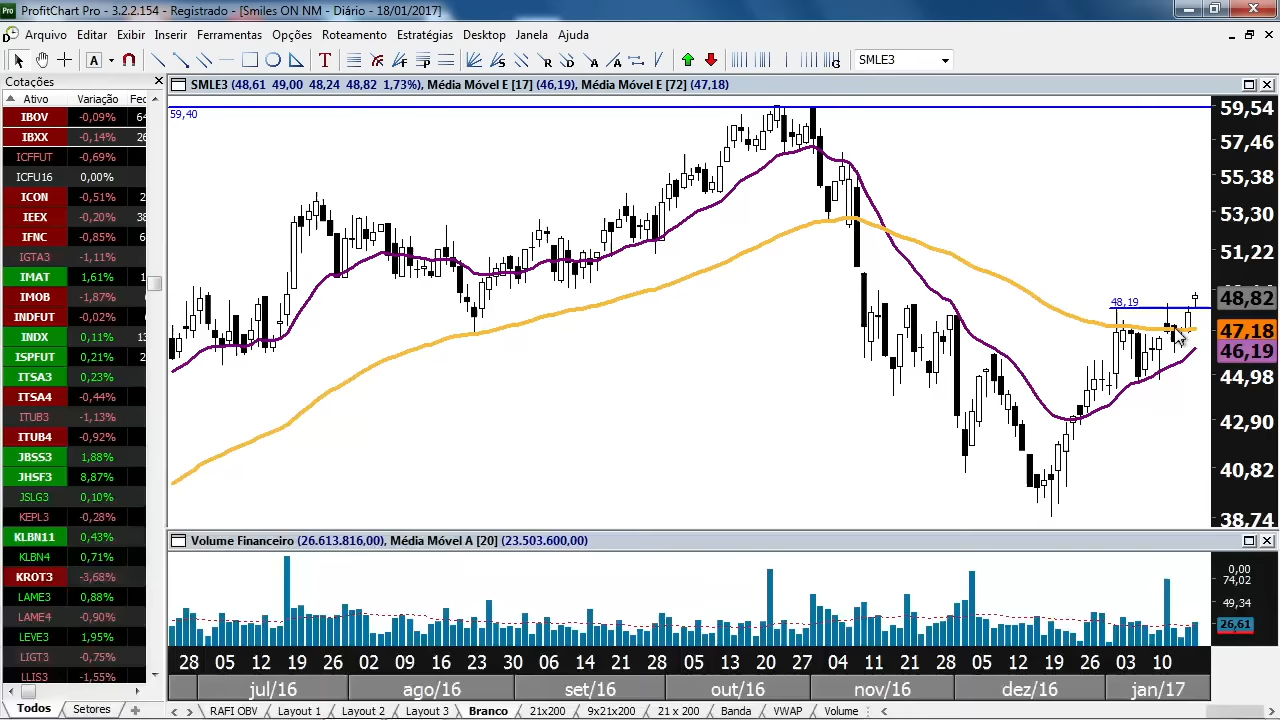 ProfitChart Pro - 3.2.2.154 - Registrado - [Smiles ON NM - Diário - 18/01/2017]
Arquivo Editar Exibir Inserir Ferramentas Opções Roteamento Estratégias Desktop Janela Ajuda
SMLE3
Cotações
SMLE3 (48,61 49,00 48,24 48,82 1,73%), Média Móvel E [17] (46,19), Média Móvel E [72] (47,18)
Ativo Variação Fec
IBOV -0,09% 64
IBXX -0,14% 26
ICFFUT -0,69%
ICFU16 0,00%
ICON -0,51% 2
IEEX -0,20% 38
IFNC -0,85% 6
IGTA3 -1,11%
IMAT 1,61% 1
IMOB -1,87%
INDFUT -0,02% 6
INDX 0,11% 13
ISPFUT 0,21% 2
ITSA3 0,23%
ITSA4 -0,44%
ITUB3 -1,13%
ITUB4 -0,92%
JBSS3 1,88%
JHSF3 8,87%
JSLG3 0,10%
KEPL3 -0,28%
KLBN11 0,43%
KLBN4 0,71%
KROT3 -3,68%
LAME3 0,88%
LAME4 -0,90%
LEVE3 1,95%
LIGT3 -0,75%
LLIS3 -1,55%
Todos Setores
59,40
48,19
59,54
57,46
55,38
53,30
51,22
48,82
47,18
46,19
44,98
42,90
40,82
38,74
Volume Financeiro (26.613.816,00), Média Móvel A [20] (23.503.600,00)
0,00
74,02
49,34
26,61
28 05 12 19 26 02 09 16 23 30 06 14 21 28 05 13 20 27 04 11 21 28 05 12 19 26 03 10
jul/16 ago/16 set/16 out/16 nov/16 dez/16 jan/17
RAFI OBV Layout 1 Layout 2 Layout 3 Branco 21x200 9x21x200 21 x 200 Banda VWAP Volume